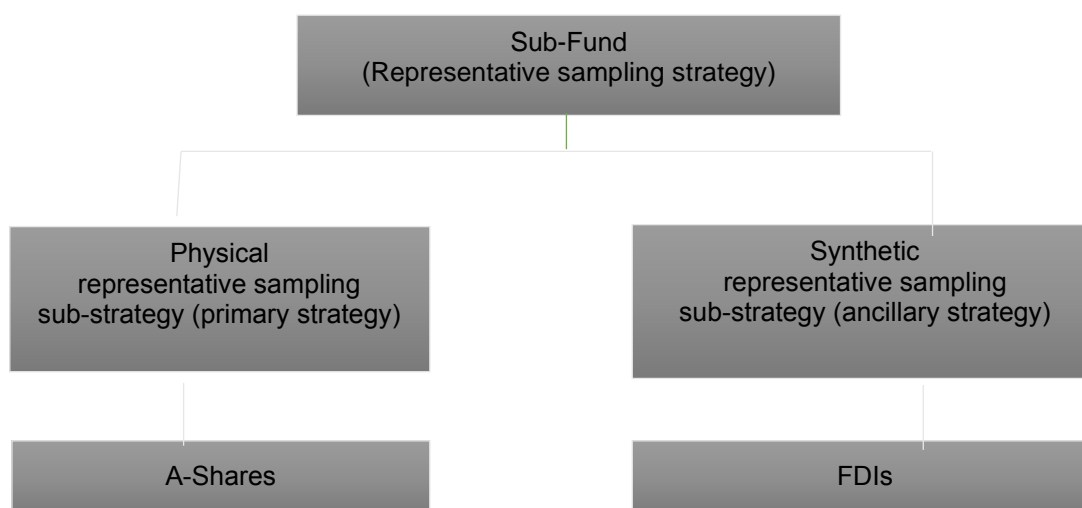 Sub-Fund
(Representative sampling strategy)
Physical
representative sampling
sub-strategy (primary strategy)
Synthetic
representative sampling
sub-strategy (ancillary strategy)
A-Shares
FDIs